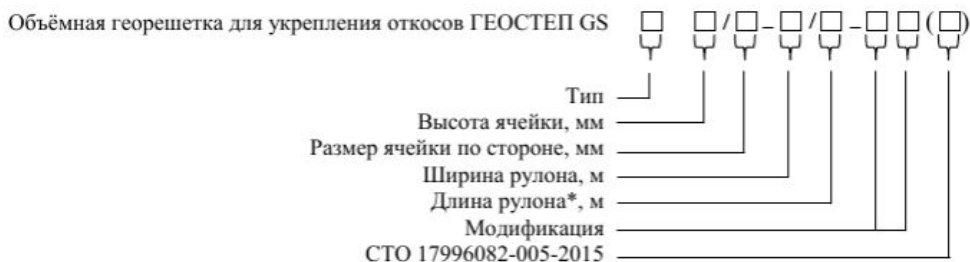 Объёмная георешетка для укрепления откосов ГЕОСТЕП GS □ □/□–□/□–□□(□)
Тип
Высота ячейки, мм
Размер ячейки по стороне, мм
Ширина рулона, м
Длина рулона*, м
Модификация
СТО 17996082-005-2015